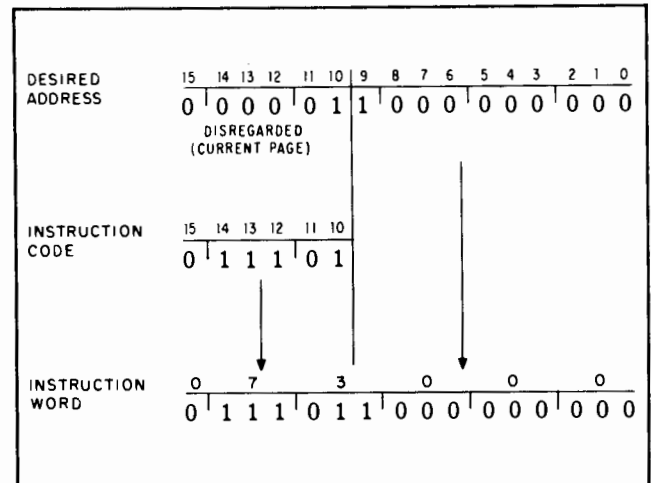 DESIRED ADDRESS
15 14 13 12 11 10 9 8 7 6 5 4 3 2 1 0
0 0 0 0 0 1 1 0 0 0 0 0 0 0 0 0
DISREGARDED
(CURRENT PAGE)
INSTRUCTION CODE
15 14 13 12 11 10
0 1 1 1 0 1
INSTRUCTION WORD
0 7 3 0 0 0
0 1 1 1 0 1 1 0 0 0 0 0 0 0 0 0